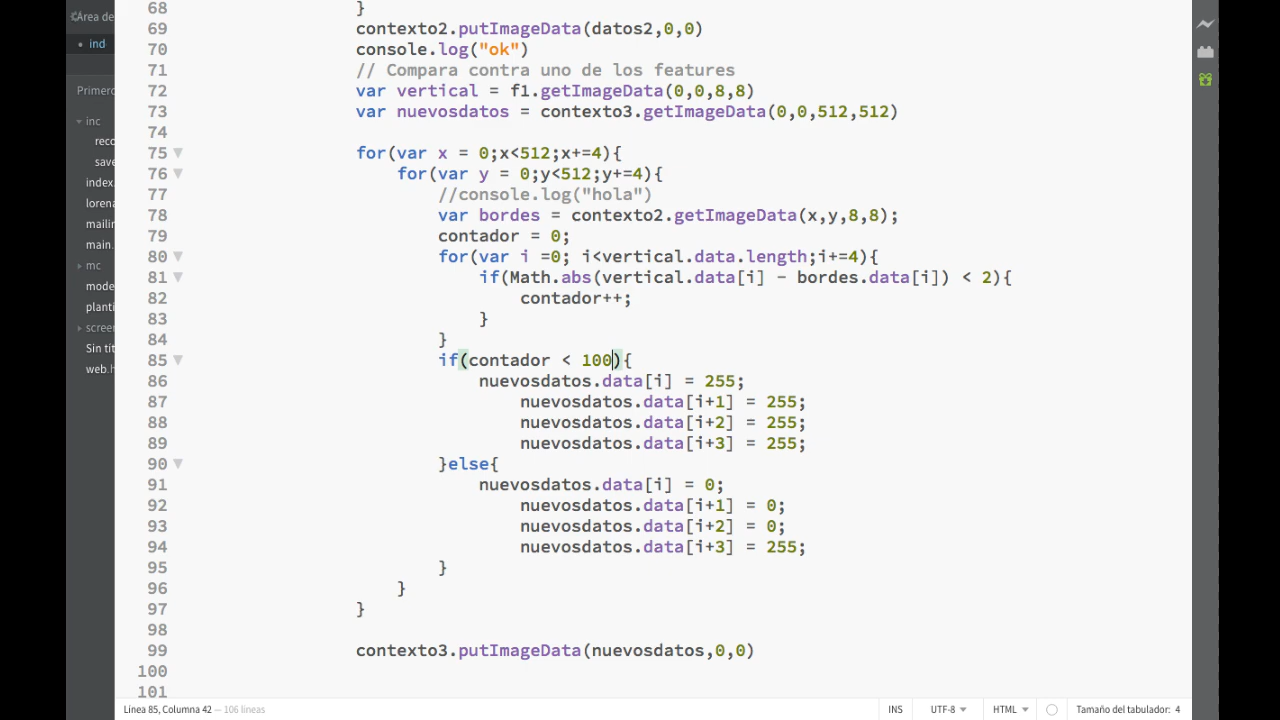 Área de
ind
Primero
inc
reco
save
index.
lorena
mailin
main.
mc
mode
planti
screen
Sin tit
web.h
68 }
69 contexto2.putImageData(datos2,0,0)
70 console.log("ok")
71 // Compara contra uno de los features
72 var vertical = f1.getImageData(0,0,8,8)
73 var nuevosdatos = contexto3.getImageData(0,0,512,512)
74
75 for(var x = 0;x<512;x+=4){
76 for(var y = 0;y<512;y+=4){
77 //console.log("hola")
78 var bordes = contexto2.getImageData(x,y,8,8);
79 contador = 0;
80 for(var i =0; i<vertical.data.length;i+=4){
81 if(Math.abs(vertical.data[i] - bordes.data[i]) < 2){
82 contador++;
83 }
84 }
85 if(contador < 100){
86 nuevosdatos.data[i] = 255;
87 nuevosdatos.data[i+1] = 255;
88 nuevosdatos.data[i+2] = 255;
89 nuevosdatos.data[i+3] = 255;
90 }else{
91 nuevosdatos.data[i] = 0;
92 nuevosdatos.data[i+1] = 0;
93 nuevosdatos.data[i+2] = 0;
94 nuevosdatos.data[i+3] = 255;
95 }
96 }
97 }
98
99 contexto3.putImageData(nuevosdatos,0,0)
100
101
Línea 85, Columna 42 — 106 líneas INS UTF-8 HTML Tamaño del tabulador: 4